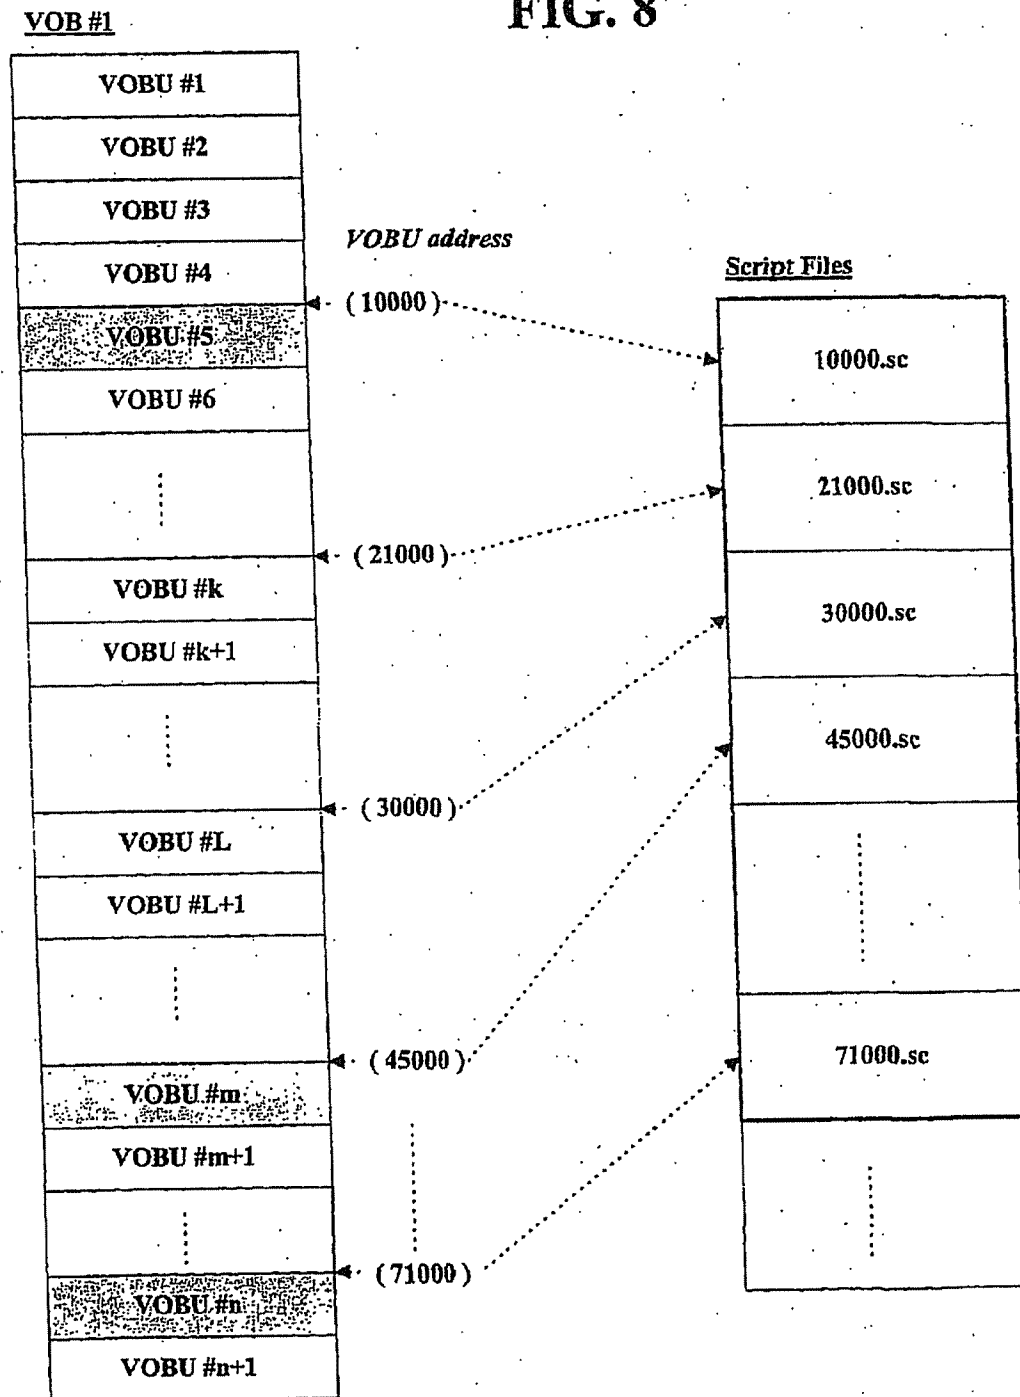 FIG. 8
VOB #1
VOBU #1
VOBU #2
VOBU #3
VOBU #4
VOBU #5
VOBU #6
VOBU #k
VOBU #k+1
VOBU #L
VOBU #L+1
VOBU #m
VOBU #m+1
VOBU #n
VOBU #n+1
VOBU address
(10000)
(21000)
(30000)
(45000)
(71000)
Script Files
10000.sc
21000.sc
30000.sc
45000.sc
71000.sc